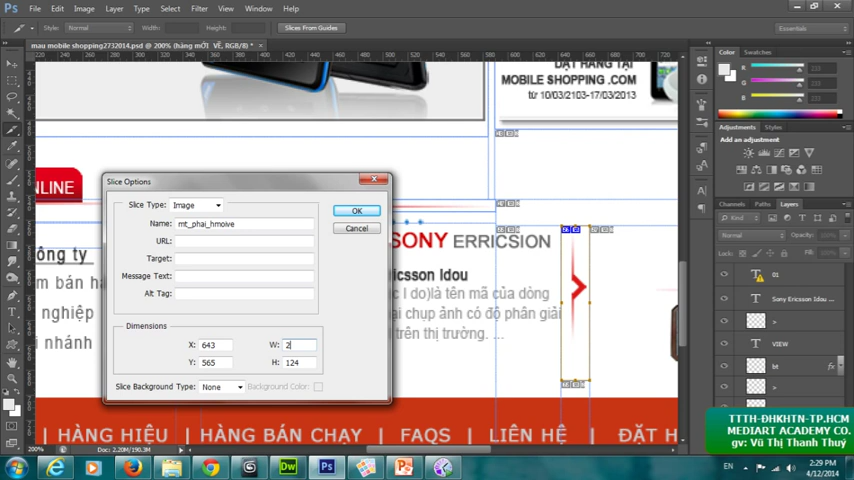 Ps File Edit Image Layer Type Select Filter View Window Help
Style: Normal Width: Height: Slices From Guides Essentials
mau mobile shopping2732014.psd @ 200% (hàng mỚI VỀ, RGB/8) *
Color Swatches
R
G
B
ĐẶT HÀNG TẠI
MOBILE SHOPPING .COM
từ 10/03/2103-17/03/2013
Adjustments Styles
Add an adjustment
Channels Paths Layers
Kind
Normal Opacity:
Lock: Fill:
01
Sony Ericsson Idou ...
>
VIEW
bt fx
>
NLINE
ông ty
m bán hà
nghiệp
i nhánh
SONY ERRICSION
icsson Idou
c I do)là tên mã của dòng
ại chụp ảnh có độ phân giải
trên thị trường. ...
Slice Options
Slice Type: Image
OK
Name: mt_phai_hmoive
Cancel
URL:
Target:
Message Text:
Alt Tag:
Dimensions
X: 643 W: 2
Y: 565 H: 124
Slice Background Type: None Background Color:
| HÀNG HIỆU | HÀNG BÁN CHẠY | FAQS | LIÊN HỆ | ĐẶT H
TTTH-ĐHKHTN-TP.HCM
MEDIART ACADEMY CO.
gv: Vũ Thị Thanh Thuý
200% Doc: 2.20M/190.3M
Dw Ps
EN 2:29 PM
4/12/2014